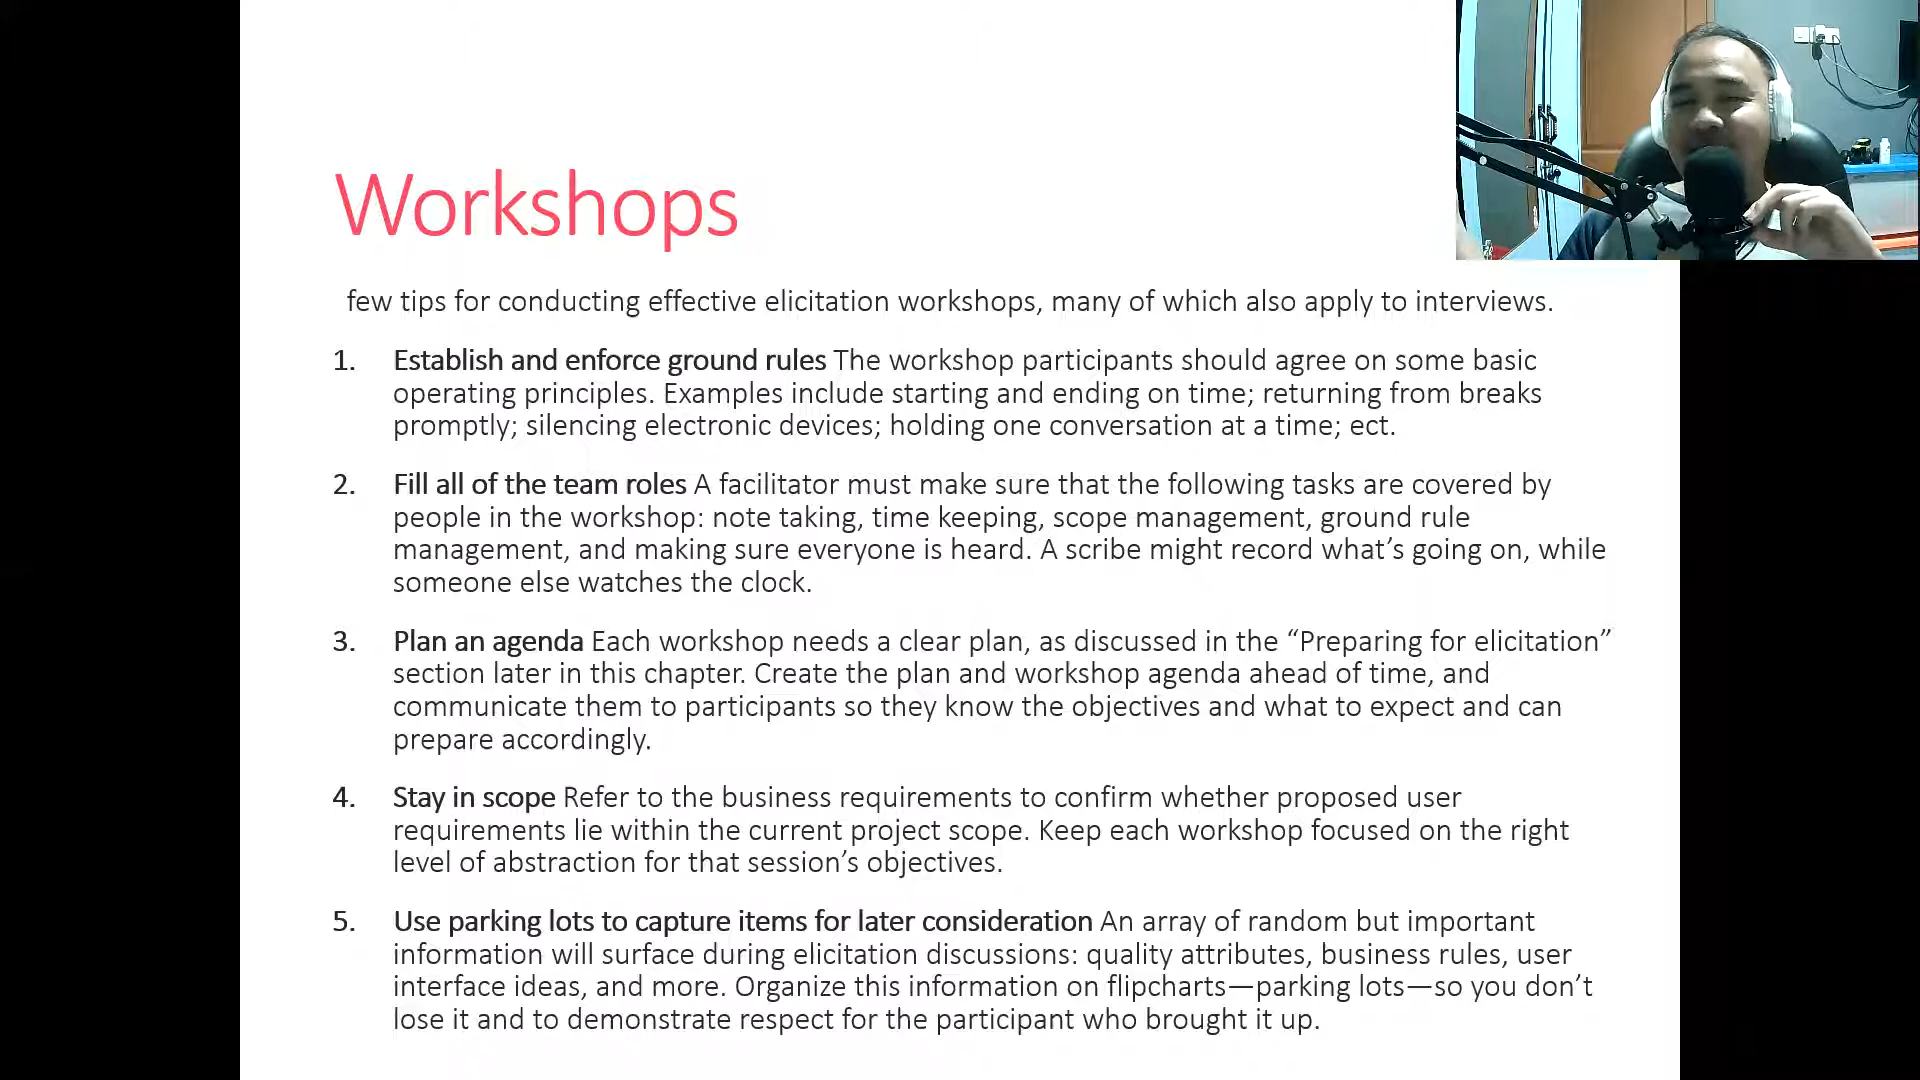 Workshops
few tips for conducting effective elicitation workshops, many of which also apply to interviews.
1. Establish and enforce ground rules The workshop participants should agree on some basic
operating principles. Examples include starting and ending on time; returning from breaks
promptly; silencing electronic devices; holding one conversation at a time; ect.
2. Fill all of the team roles A facilitator must make sure that the following tasks are covered by
people in the workshop: note taking, time keeping, scope management, ground rule
management, and making sure everyone is heard. A scribe might record what’s going on, while
someone else watches the clock.
3. Plan an agenda Each workshop needs a clear plan, as discussed in the “Preparing for elicitation”
section later in this chapter. Create the plan and workshop agenda ahead of time, and
communicate them to participants so they know the objectives and what to expect and can
prepare accordingly.
4. Stay in scope Refer to the business requirements to confirm whether proposed user
requirements lie within the current project scope. Keep each workshop focused on the right
level of abstraction for that session’s objectives.
5. Use parking lots to capture items for later consideration An array of random but important
information will surface during elicitation discussions: quality attributes, business rules, user
interface ideas, and more. Organize this information on flipcharts—parking lots—so you don’t
lose it and to demonstrate respect for the participant who brought it up.